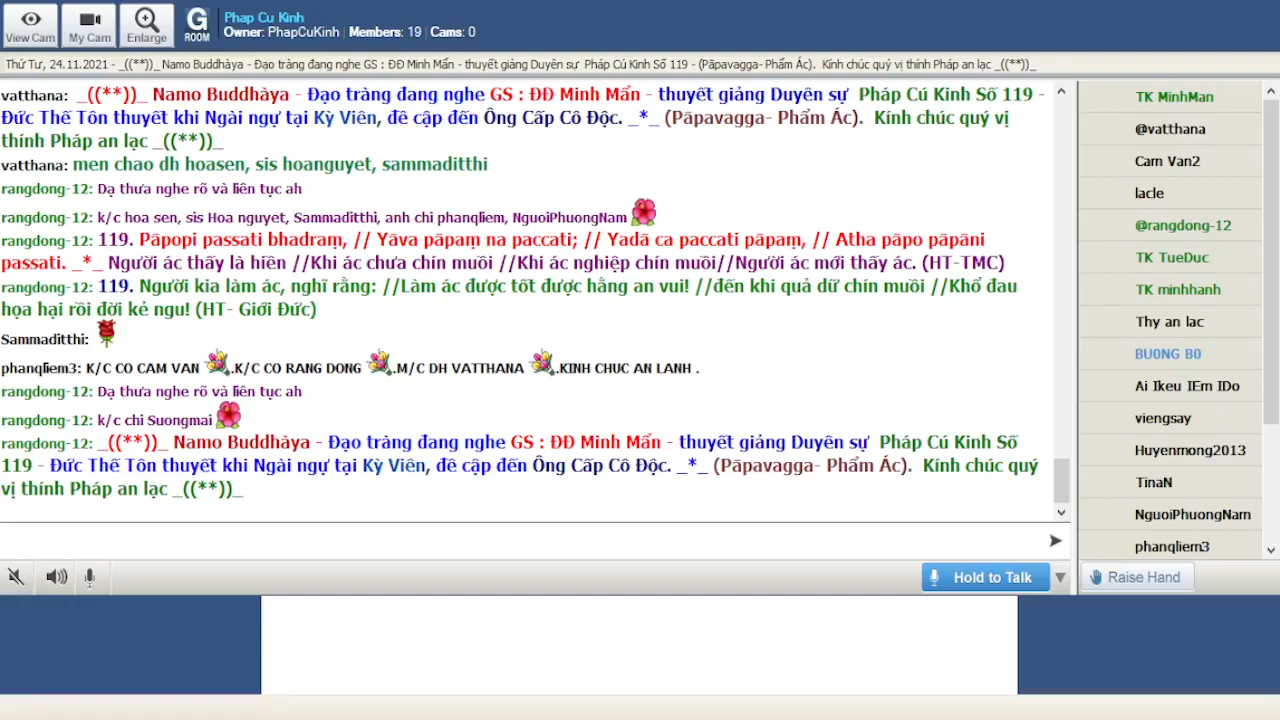 View Cam
My Cam
Enlarge
G
ROOM
Phap Cu Kinh
Owner: PhapCuKinh | Members: 19 | Cams: 0
Thứ Tư, 24.11.2021 - _((**))_ Namo Buddhàya - Đạo tràng đang nghe GS : ĐĐ Minh Mẩn - thuyết giảng Duyên sự Pháp Cú Kinh Số 119 - (Pāpavagga- Phẩm Ác). Kính chúc quý vị thính Pháp an lạc _((**))_
vatthana: _((**))_ Namo Buddhàya - Đạo tràng đang nghe GS : ĐĐ Minh Mẩn - thuyết giảng Duyên sự Pháp Cú Kinh Số 119 -
Đức Thế Tôn thuyết khi Ngài ngự tại Kỳ Viên, đề cập đến Ông Cấp Cô Độc. _*_ (Pāpavagga- Phẩm Ác). Kính chúc quý vị
thính Pháp an lạc _((**))_
vatthana: men chao dh hoasen, sis hoanguyet, sammaditthi
rangdong-12: Dạ thưa nghe rõ và liên tục ah
rangdong-12: k/c hoa sen, sis Hoa nguyet, Sammaditthi, anh chi phanqliem, NguoiPhuongNam
rangdong-12: 119. Pāpopi passati bhadraṃ, // Yāva pāpaṃ na paccati; // Yadā ca paccati pāpaṃ, // Atha pāpo pāpāni
passati. _*_ Người ác thấy là hiền //Khi ác chưa chín muồi //Khi ác nghiệp chín muồi//Người ác mới thấy ác. (HT-TMC)
rangdong-12: 119. Người kia làm ác, nghĩ rằng: //Làm ác được tốt được hằng an vui! //đến khi quả dữ chín muồi //Khổ đau
họa hại rồi đời kẻ ngu! (HT- Giới Đức)
Sammaditthi:
phanqliem3: K/C CO CAM VAN .K/C CO RANG DONG .M/C DH VATTHANA .KINH CHUC AN LANH .
rangdong-12: Dạ thưa nghe rõ và liên tục ah
rangdong-12: k/c chi Suongmai
rangdong-12: _((**))_ Namo Buddhàya - Đạo tràng đang nghe GS : ĐĐ Minh Mẩn - thuyết giảng Duyên sự Pháp Cú Kinh Số
119 - Đức Thế Tôn thuyết khi Ngài ngự tại Kỳ Viên, đề cập đến Ông Cấp Cô Độc. _*_ (Pāpavagga- Phẩm Ác). Kính chúc quý
vị thính Pháp an lạc _((**))_
TK MinhMan
@vatthana
Cam Van2
lacle
@rangdong-12
TK TueDuc
TK minhhanh
Thy an lac
BU0NG B0
Ai Ikeu IEm IDo
viengsay
Huyenmong2013
TinaN
NguoiPhuongNam
phanqliem3
Hold to Talk
Raise Hand